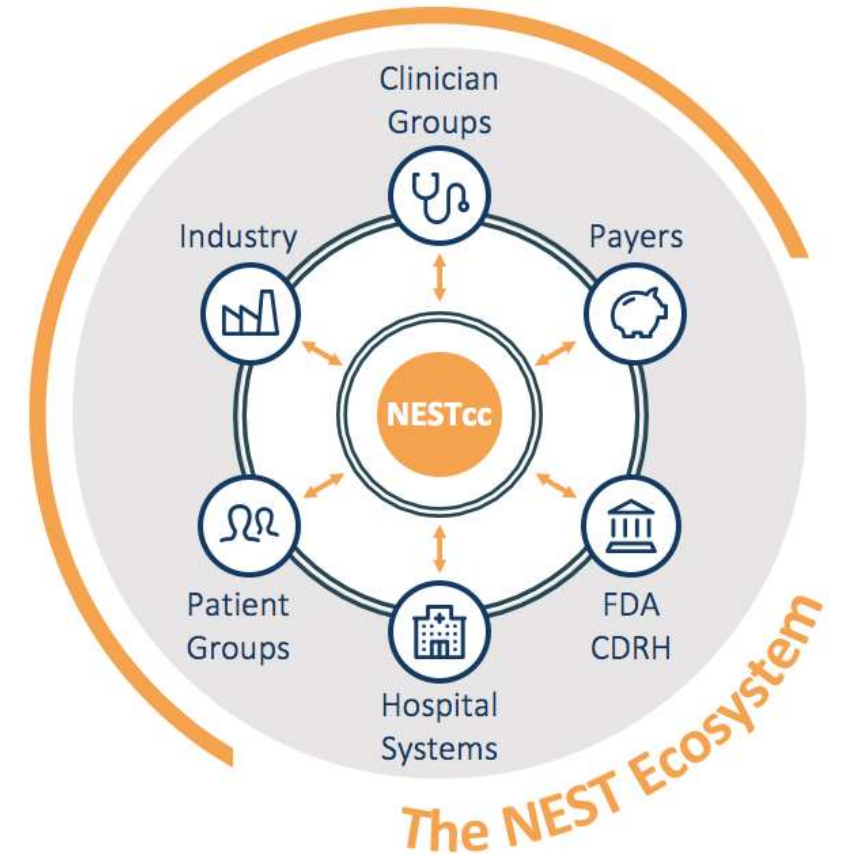 Clinician
Groups
Industry
Payers
NESTcc
Patient
Groups
FDA
CDRH
Hospital
Systems
The NEST Ecosystem